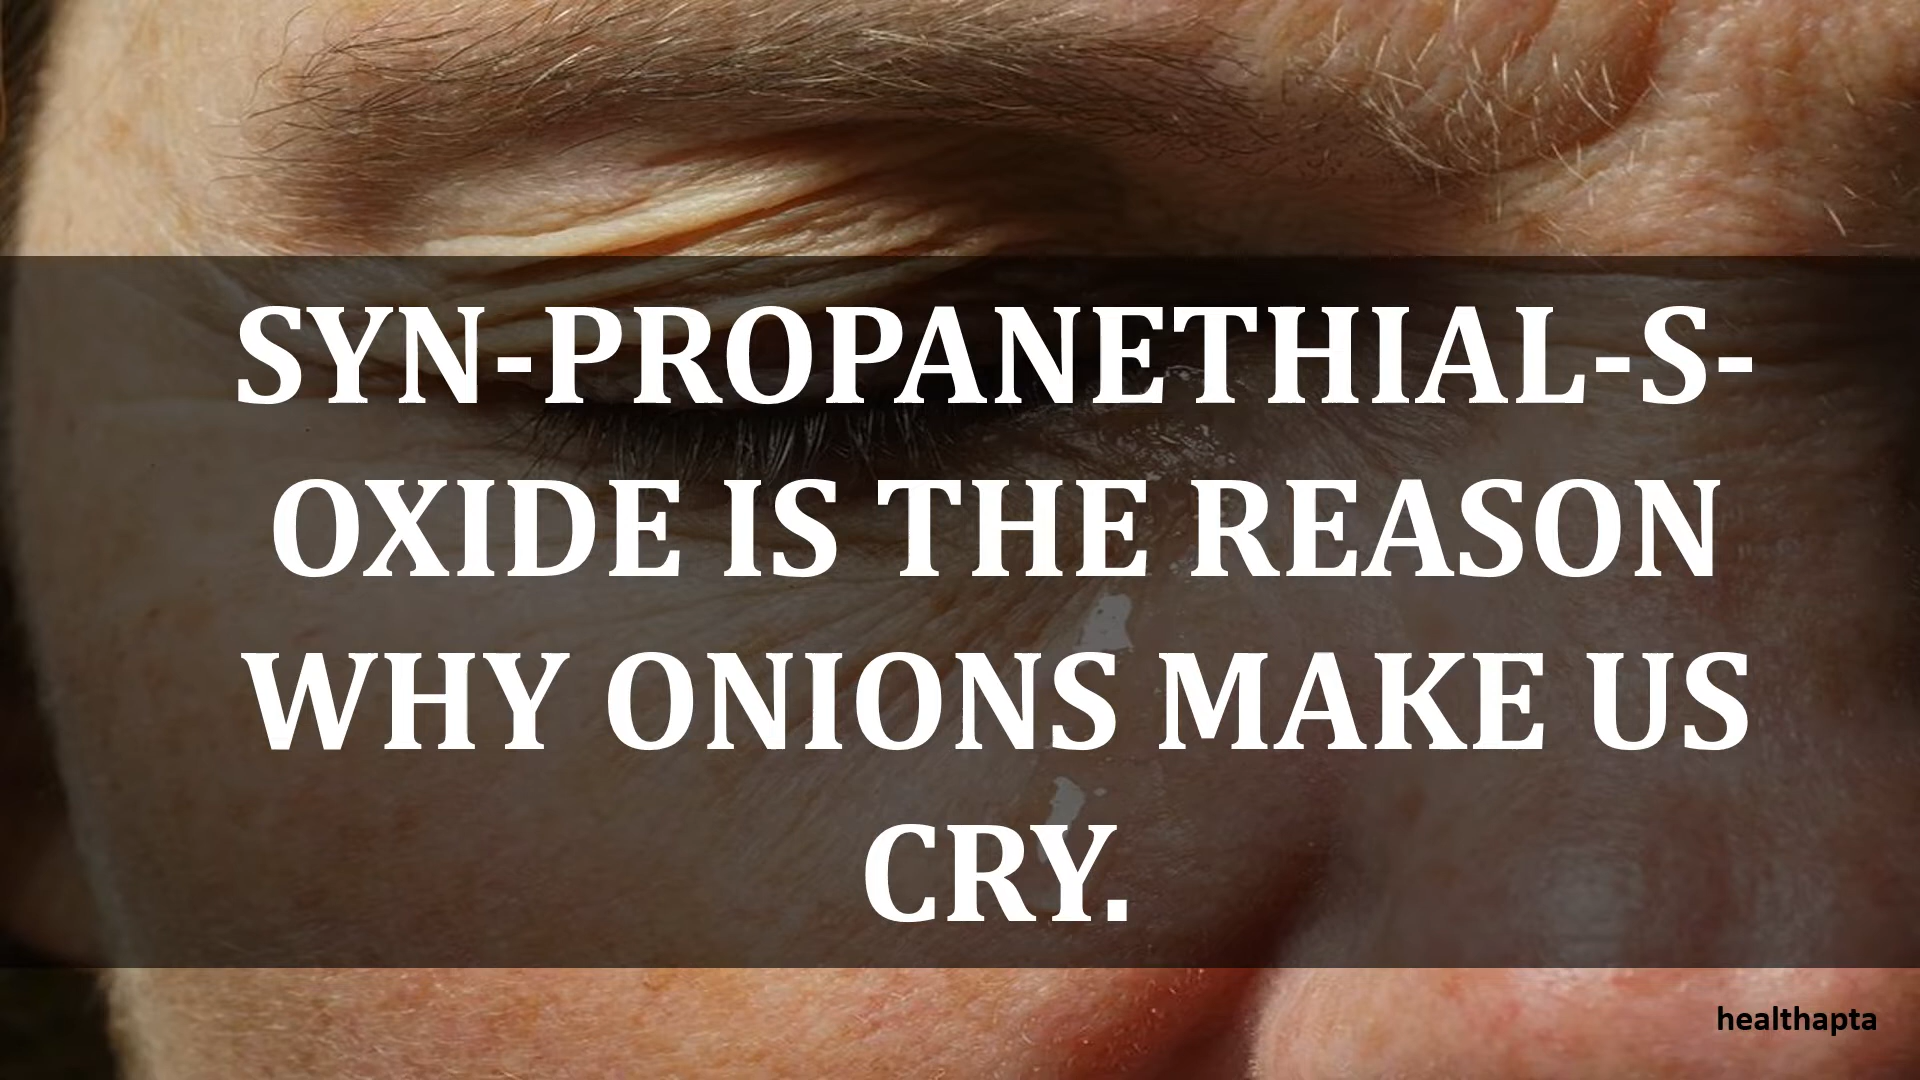 SYN-PROPANETHIAL-S-
OXIDE IS THE REASON
WHY ONIONS MAKE US
CRY.
healthapta